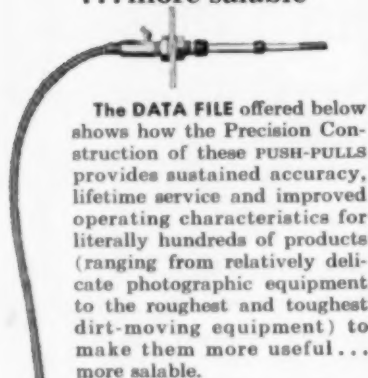 ...more salable
The DATA FILE offered below
shows how the Precision Con-
struction of these PUSH-PULLS
provides sustained accuracy,
lifetime service and improved
operating characteristics for
literally hundreds of products
(ranging from relatively deli-
cate photographic equipment
to the roughest and toughest
dirt-moving equipment) to
make them more useful...
more salable.